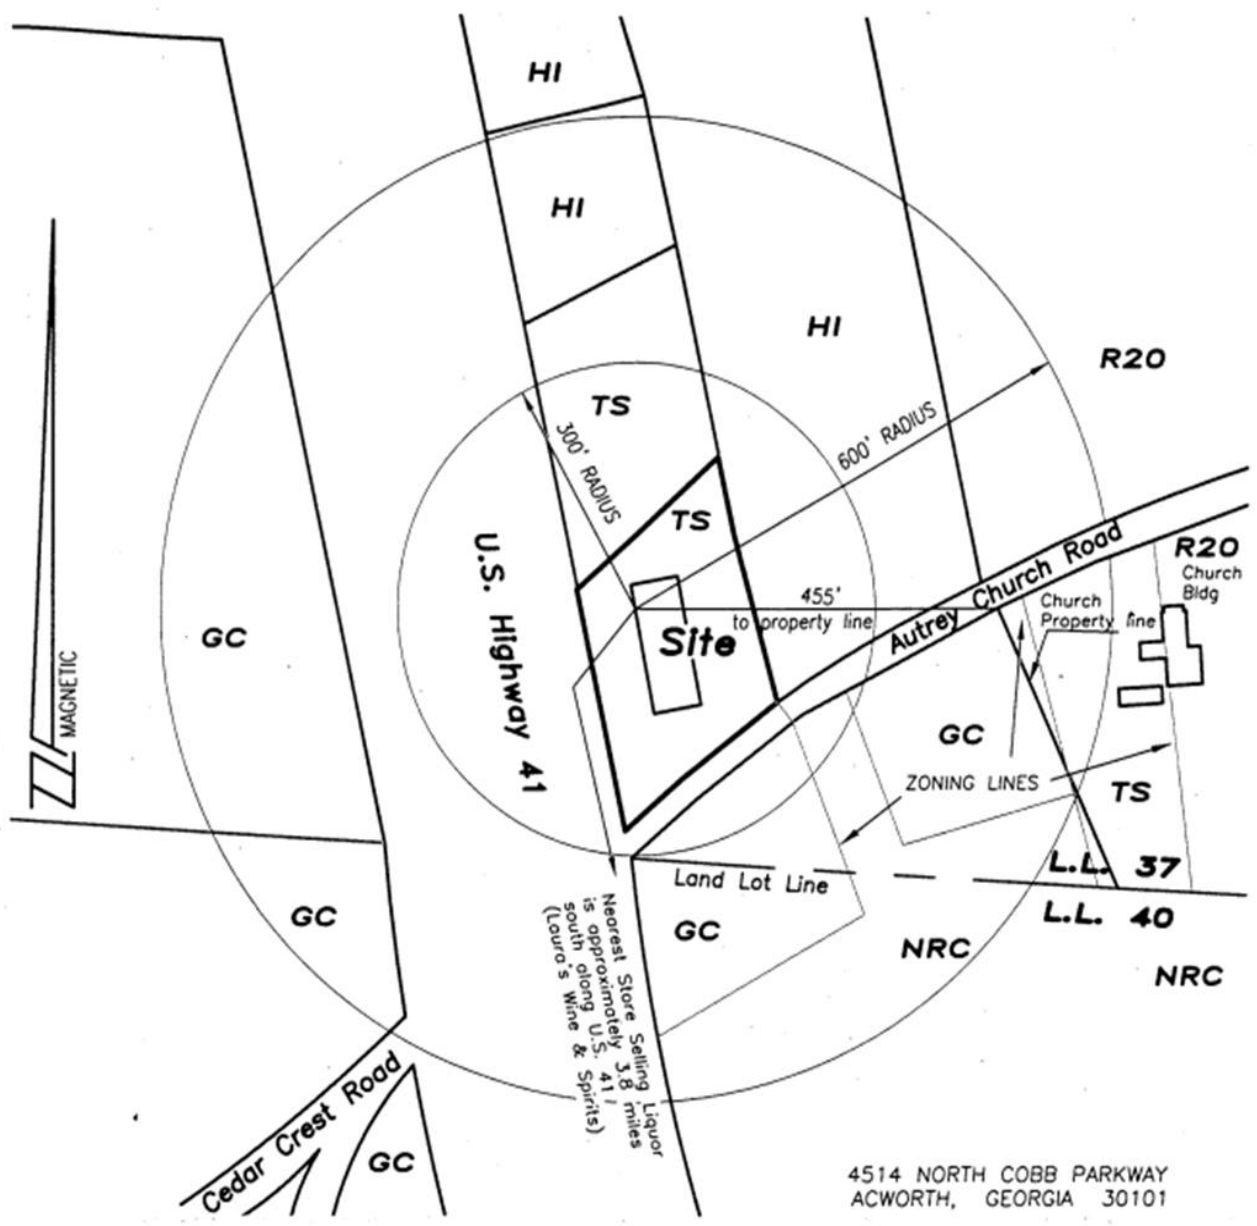 HI
HI
HI
R20
TS
300' RADIUS
600' RADIUS
TS
U.S. Highway 41
455'
to property line
Site
Autrey Church Road
R20
Church
Bldg
Church
Property line
GC
MAGNETIC
GC
ZONING LINES
TS
L.L. 37
Land Lot Line
L.L. 40
GC
GC
NRC
NRC
Nearest Store Selling Liquor
is approximately 3.8 miles
south along U.S. 41
(Laura's Wine & Spirits)
Cedar Crest Road
GC
4514 NORTH COBB PARKWAY
ACWORTH, GEORGIA 30101